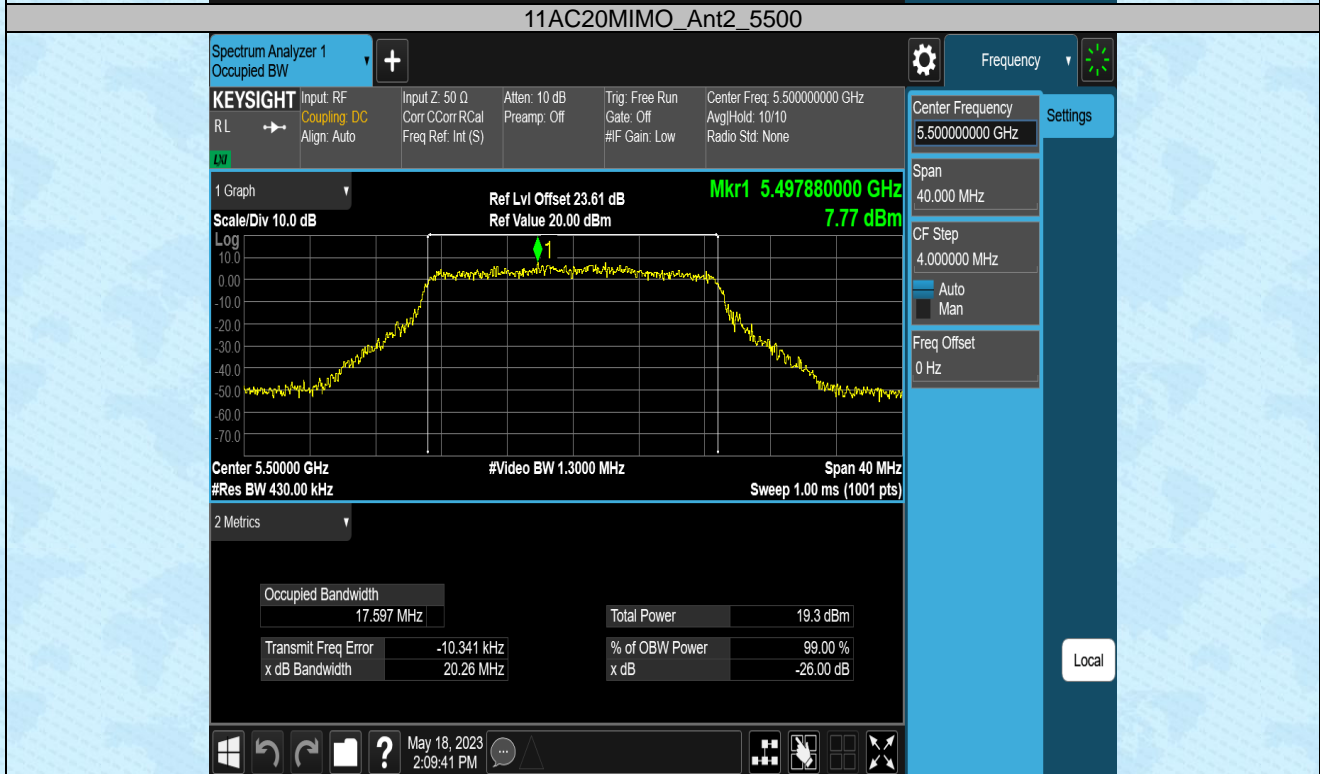 11AC20MIMO_Ant2_5500
Spectrum Analyzer 1
Occupied BW
+
Frequency
KEYSIGHT
RL
LXI
Input: RF
Coupling: DC
Align: Auto
Input Z: 50 Ω
Corr CCorr RCal
Freq Ref: Int (S)
Atten: 10 dB
Preamp: Off
Trig: Free Run
Gate: Off
#IF Gain: Low
Center Freq: 5.500000000 GHz
Avg|Hold: 10/10
Radio Std: None
Center Frequency
5.500000000 GHz
Settings
Span
40.000 MHz
CF Step
4.000000 MHz
Auto
Man
Freq Offset
0 Hz
Local
1 Graph
Ref Lvl Offset 23.61 dB
Mkr1 5.497880000 GHz
Scale/Div 10.0 dB
Ref Value 20.00 dBm
7.77 dBm
Log
1
10.0
0.00
-10.0
-20.0
-30.0
-40.0
-50.0
-60.0
-70.0
Center 5.50000 GHz
#Video BW 1.3000 MHz
Span 40 MHz
#Res BW 430.00 kHz
Sweep 1.00 ms (1001 pts)
2 Metrics
Occupied Bandwidth
17.597 MHz
Total Power 19.3 dBm
Transmit Freq Error -10.341 kHz
% of OBW Power 99.00 %
x dB Bandwidth 20.26 MHz
x dB -26.00 dB
?
May 18, 2023
2:09:41 PM